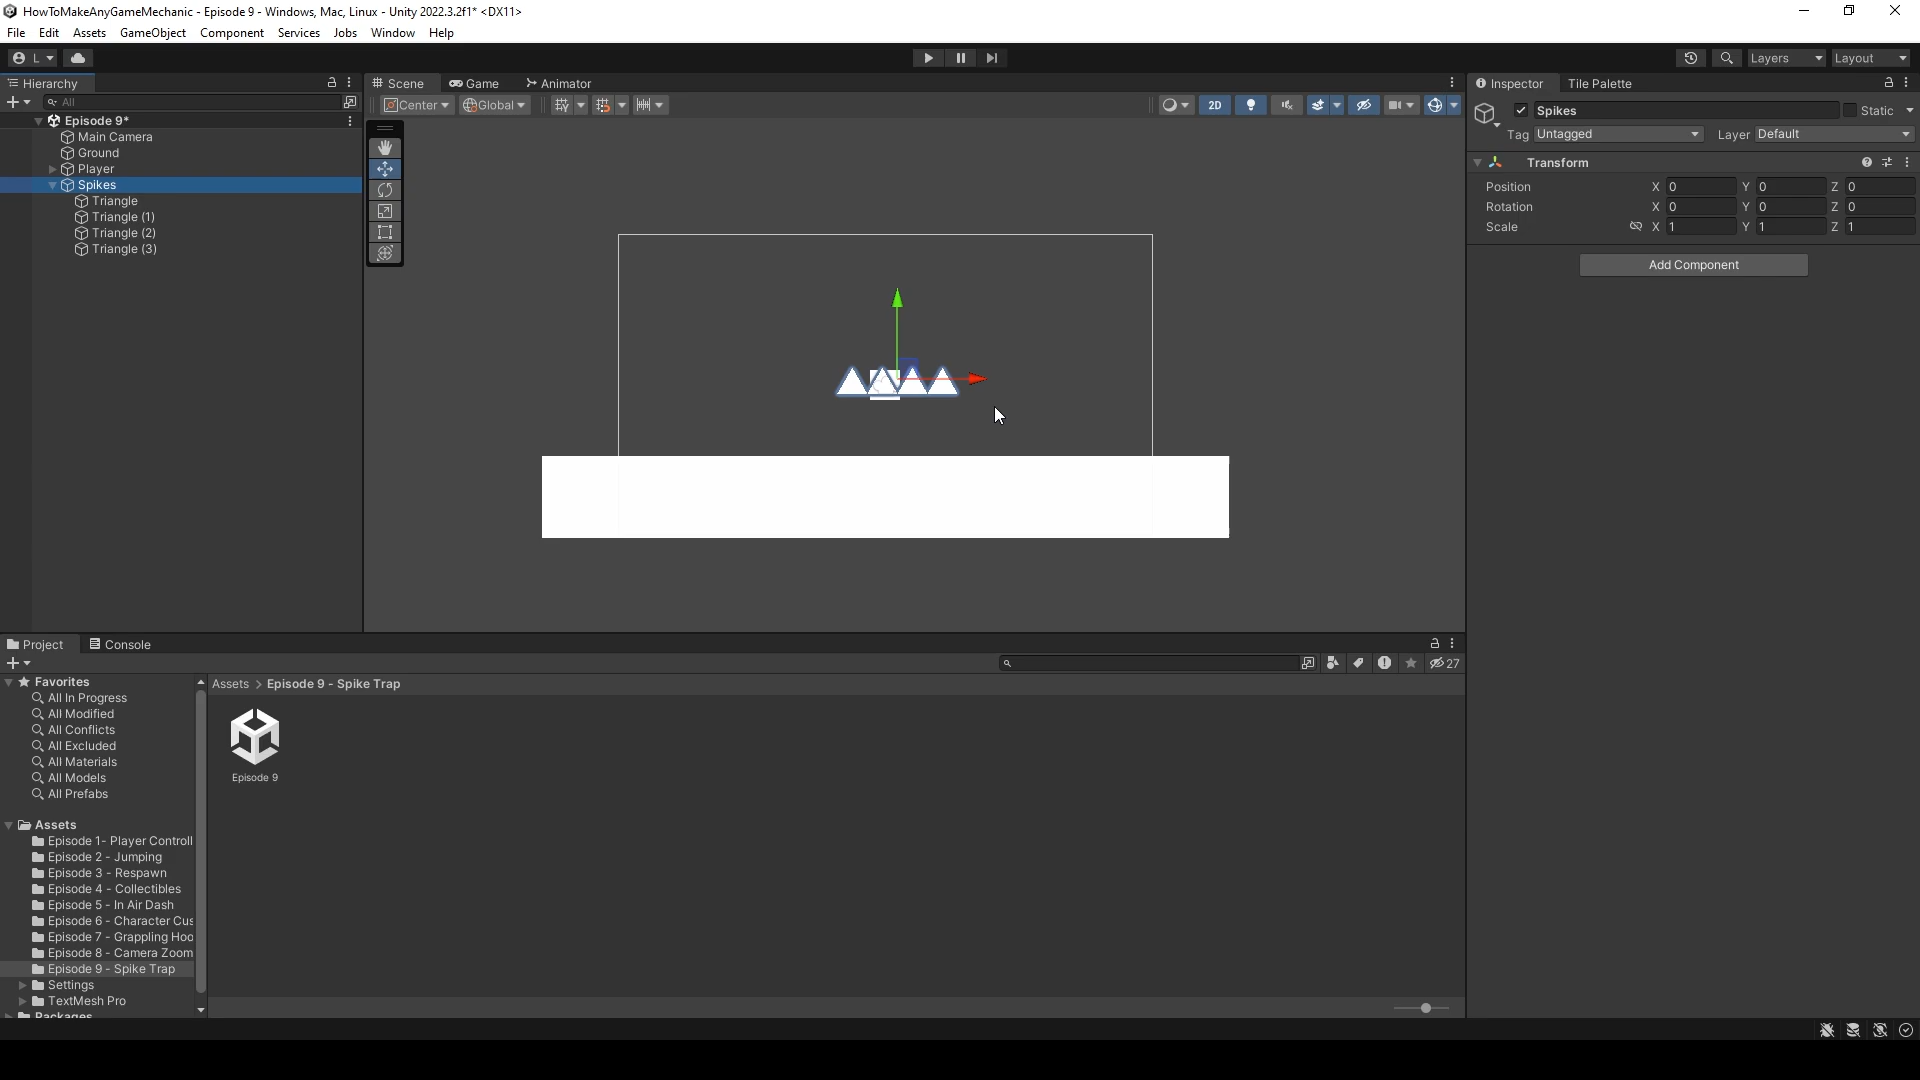 HowToMakeAnyGameMechanic - Episode 9 - Windows, Mac, Linux - Unity 2022.3.2f1* <DX11>
File Edit Assets GameObject Component Services Jobs Window Help
L Layers Layout
Hierarchy
All
Episode 9*
Main Camera
Ground
Player
Spikes
Triangle
Triangle (1)
Triangle (2)
Triangle (3)
Scene Game Animator
Center Global 2D
Inspector Tile Palette
Spikes Static
Tag Untagged Layer Default
Transform
Position X 0 Y 0 Z 0
Rotation X 0 Y 0 Z 0
Scale X 1 Y 1 Z 1
Add Component
Project Console
27
Favorites
All In Progress
All Modified
All Conflicts
All Excluded
All Materials
All Models
All Prefabs
Assets
Episode 1- Player Controll
Episode 2 - Jumping
Episode 3 - Respawn
Episode 4 - Collectibles
Episode 5 - In Air Dash
Episode 6 - Character Cus
Episode 7 - Grappling Hoo
Episode 8 - Camera Zoom
Episode 9 - Spike Trap
Settings
TextMesh Pro
Packages
Assets > Episode 9 - Spike Trap
Episode 9